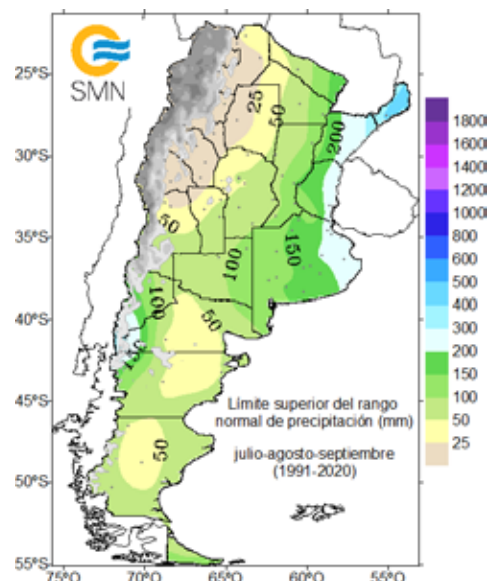 SMN
25°S
30°S
35°S
40°S
45°S
50°S
55°S
75°O
70°O
65°O
60°O
55°O
25
50
200
50
150
100
100
50
150
50
Límite superior del rango
normal de precipitación (mm)
julio-agosto-septiembre
(1991-2020)
1800
1600
1400
1200
1000
800
600
500
400
300
200
150
100
50
25